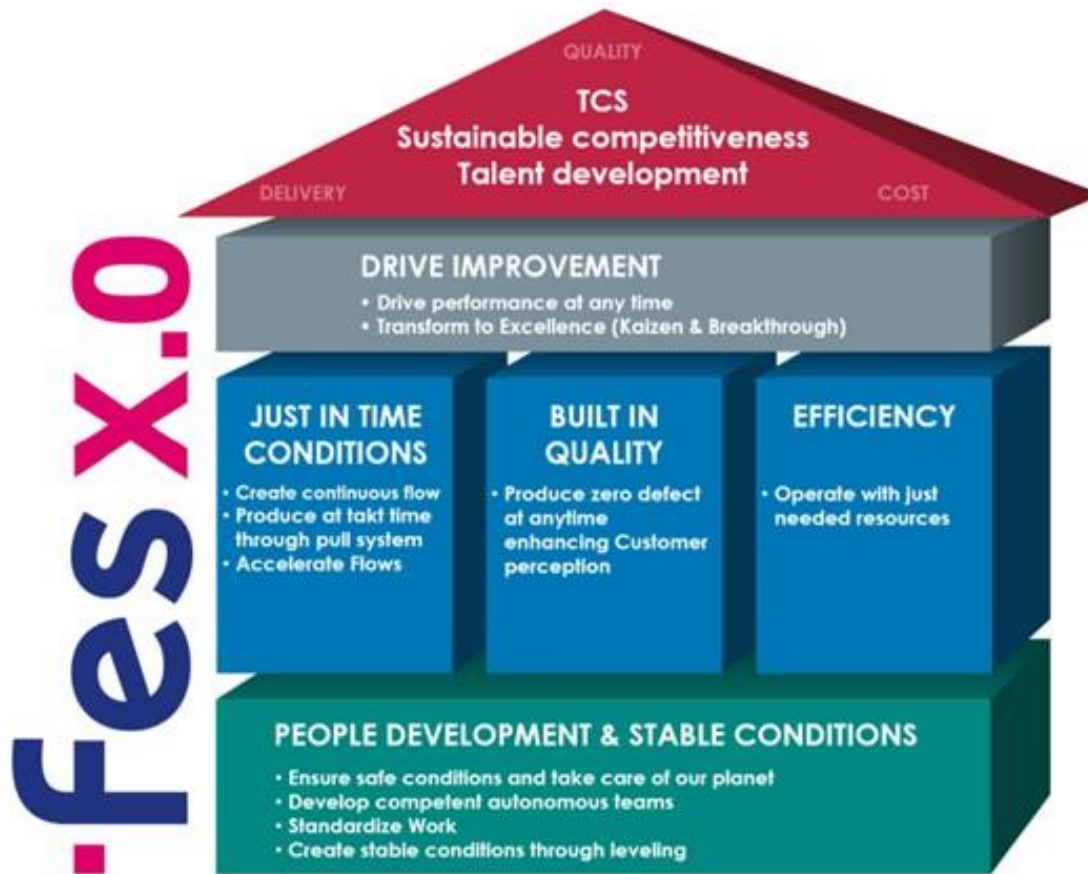 QUALITY
TCS
Sustainable competitiveness
Talent development
DELIVERY
COST
DRIVE IMPROVEMENT
• Drive performance at any time
• Transform to Excellence (Kaizen & Breakthrough)
JUST IN TIME
CONDITIONS
• Create continuous flow
• Produce at takt time
through pull system
• Accelerate Flows
BUILT IN
QUALITY
• Produce zero defect
at anytime
enhancing Customer
perception
EFFICIENCY
• Operate with just
needed resources
PEOPLE DEVELOPMENT & STABLE CONDITIONS
• Ensure safe conditions and take care of our planet
• Develop competent autonomous teams
• Standardize Work
• Create stable conditions through leveling
.fes x.0